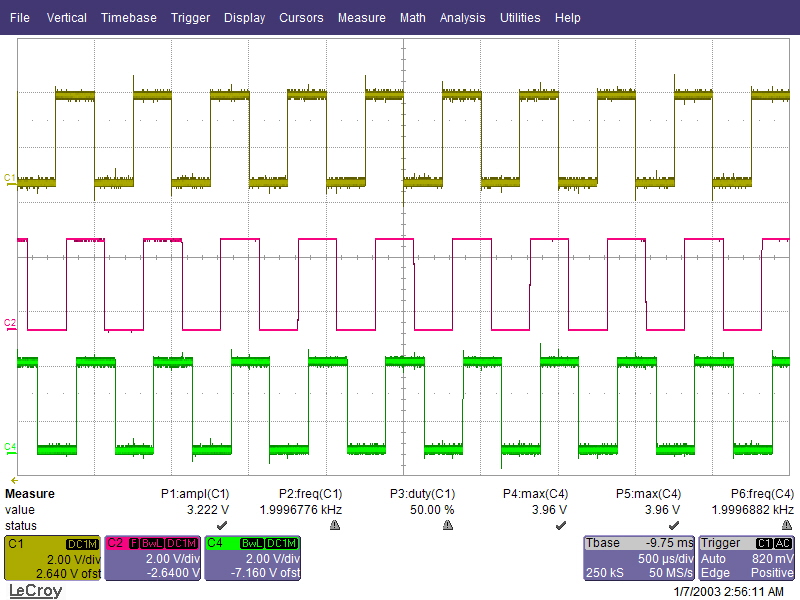 File Vertical Timebase Trigger Display Cursors Measure Math Analysis Utilities Help
C1
C2
C4
Measure P1:ampl(C1) P2:freq(C1) P3:duty(C1) P4:max(C4) P5:max(C4) P6:freq(C4)
value 3.222 V 1.9996776 kHz 50.00 % 3.96 V 3.96 V 1.9996882 kHz
status
C1 DC1M
2.00 V/div
2.640 V ofst
C2 F BwL DC1M
2.00 V/div
-2.6400 V
C4 BwL DC1M
2.00 V/div
-7.160 V ofst
Tbase -9.75 ms
500 µs/div
250 kS 50 MS/s
Trigger C1 AC
Auto 820 mV
Edge Positive
LeCroy
1/7/2003 2:56:11 AM